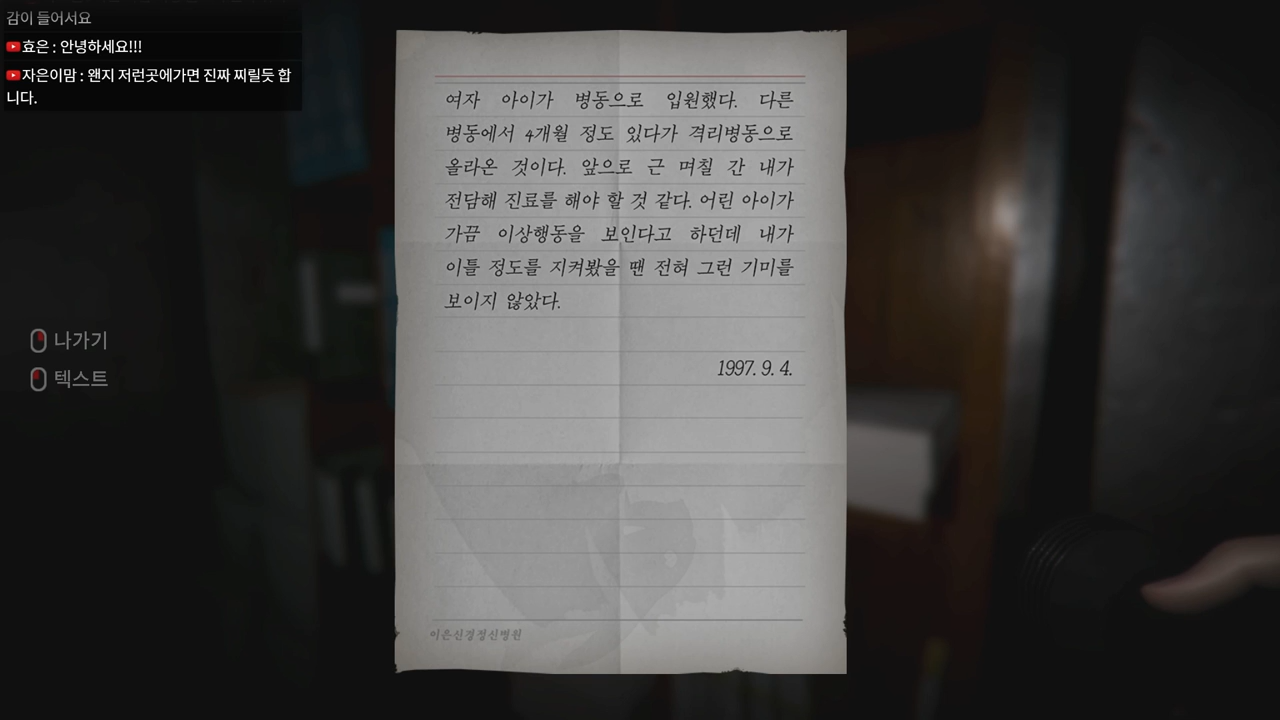 감이 들어서요
효은 : 안녕하세요!!!
자은이맘 : 왠지 저런곳에가면 진짜 찌릴듯 합
니다.
여자 아이가 병동으로 입원했다. 다른
병동에서 4개월 정도 있다가 격리병동으로
올라온 것이다. 앞으로 근 며칠 간 내가
전담해 진료를 해야 할 것 같다. 어린 아이가
가끔 이상행동을 보인다고 하던데 내가
이틀 정도를 지켜봤을 땐 전혀 그런 기미를
보이지 않았다.
1997. 9. 4.
나가기
텍스트
이은신경정신병원